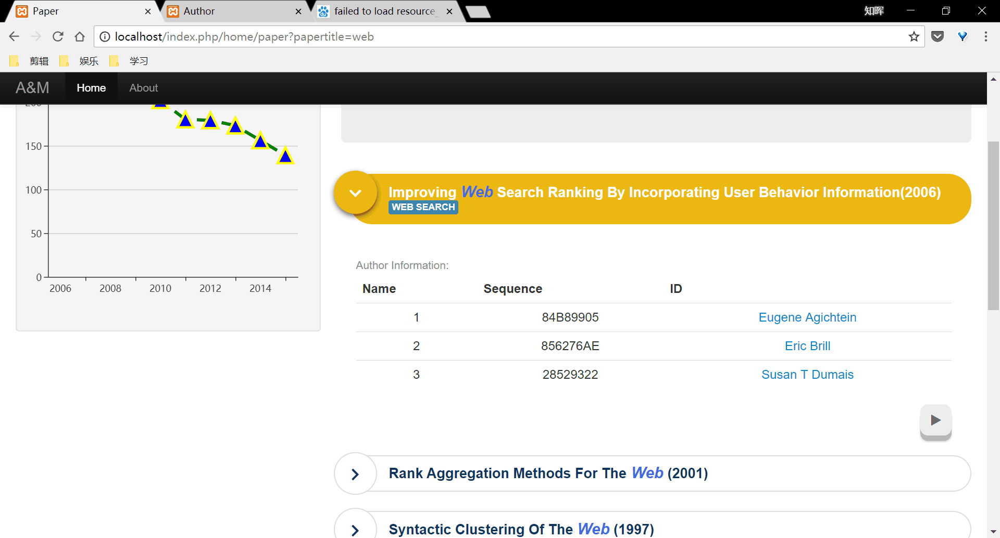 Paper
Author
failed to load resource_
知晖
localhost/index.php/home/paper?papertitle=web
剪辑
娱乐
学习
A&M
Home
About
200
150
100
50
0
2006 2008 2010 2012 2014
Improving Web Search Ranking By Incorporating User Behavior Information(2006)
WEB SEARCH
Author Information:
Name Sequence ID
1 84B89905 Eugene Agichtein
2 856276AE Eric Brill
3 28529322 Susan T Dumais
Rank Aggregation Methods For The Web (2001)
Syntactic Clustering Of The Web (1997)